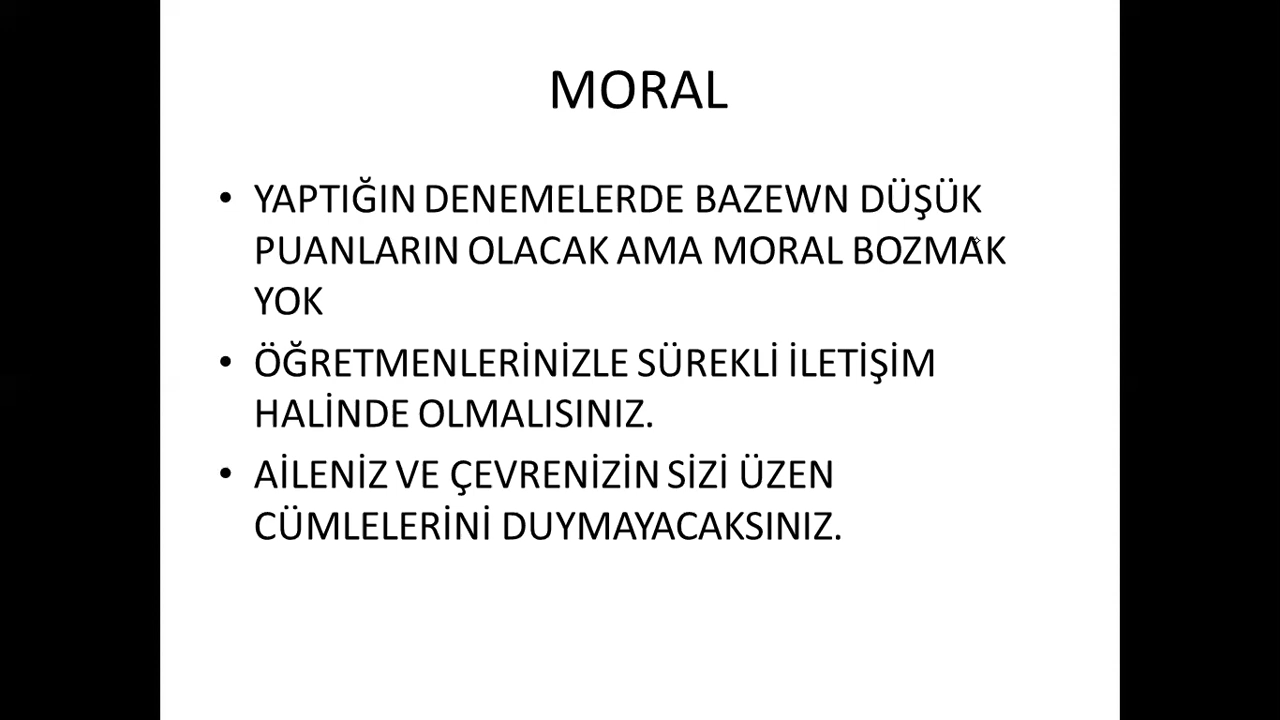 MORAL
• YAPTIĞIN DENEMELERDE BAZEWN DÜŞÜK
PUANLARIN OLACAK AMA MORAL BOZMAK
YOK
• ÖĞRETMENLERİNİZLE SÜREKLİ İLETİŞİM
HALİNDE OLMALISINIZ.
• AİLENİZ VE ÇEVRENİZİN SİZİ ÜZEN
CÜMLELERİNİ DUYMAYACAKSINIZ.